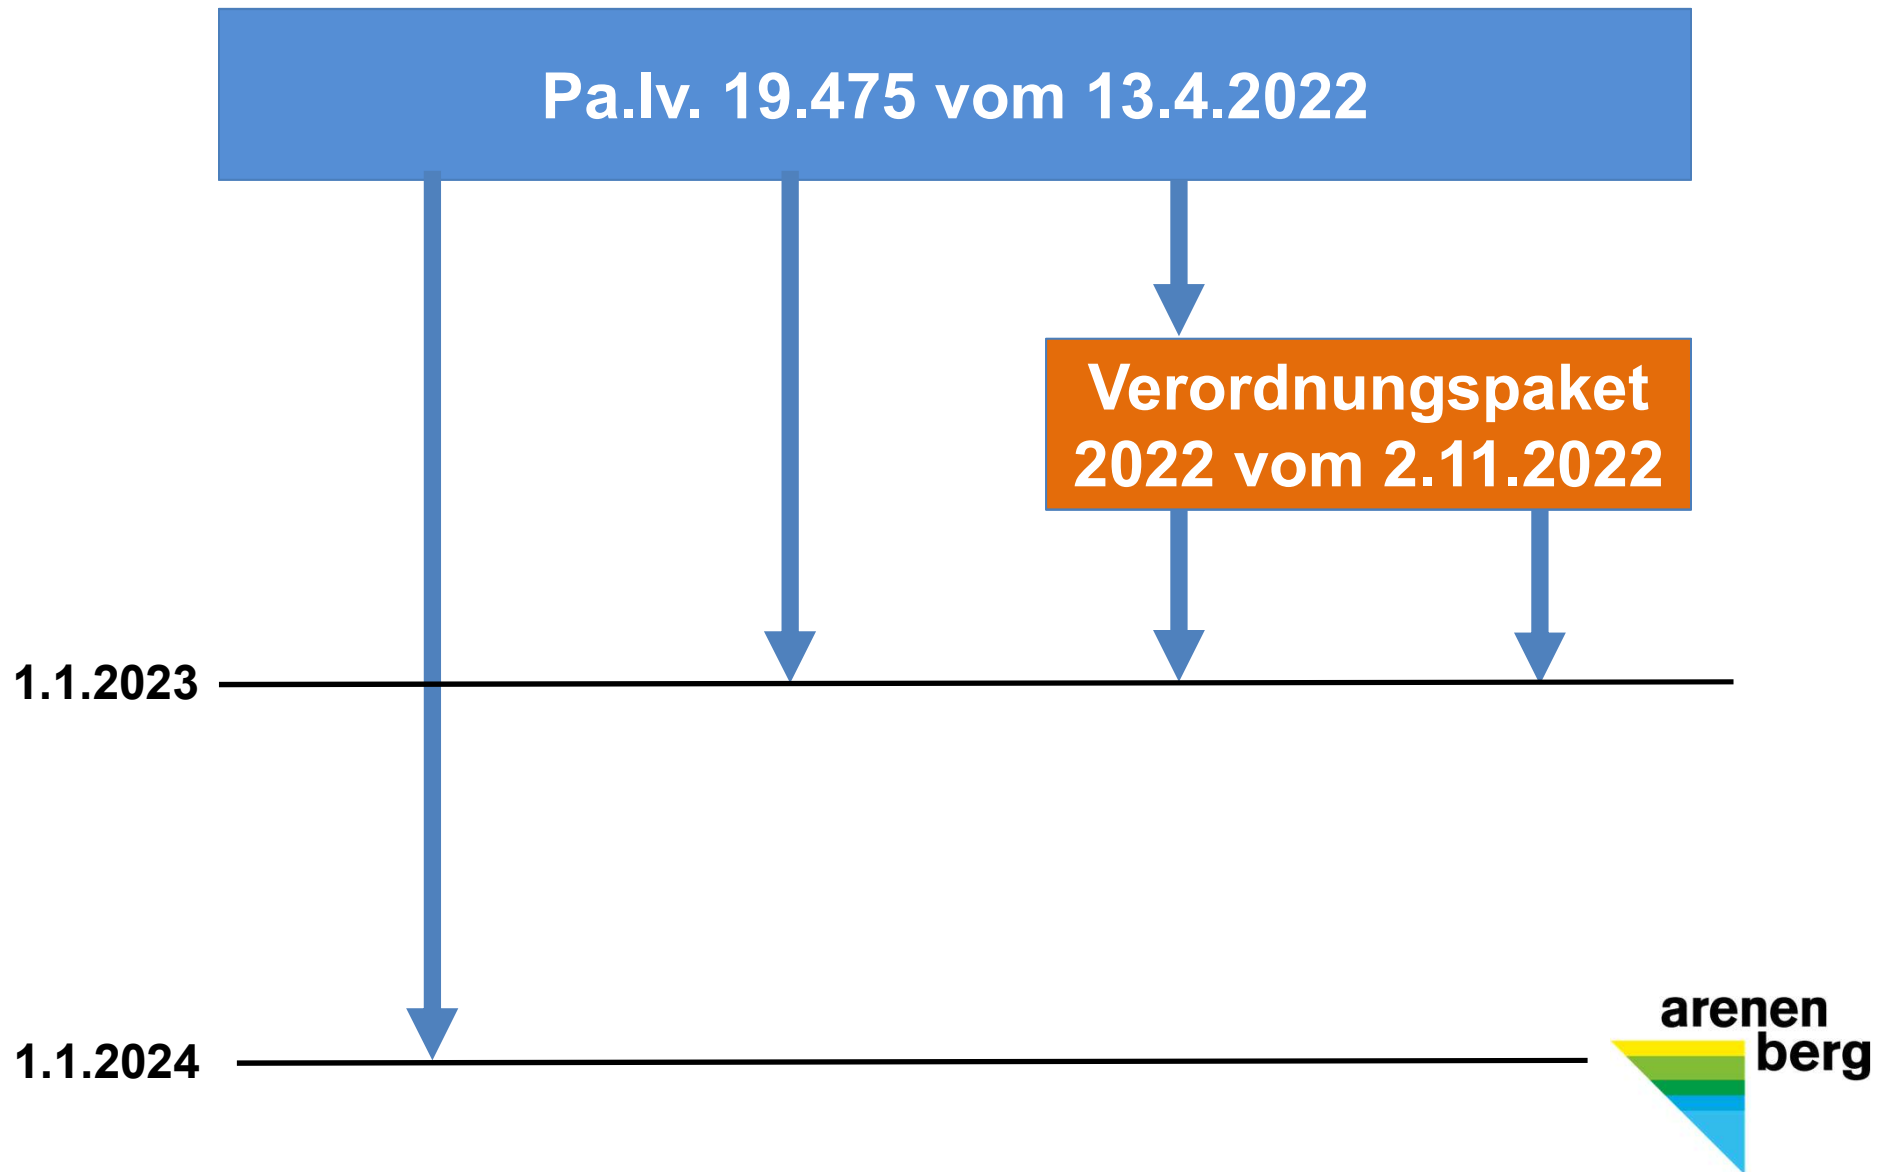 Pa.Iv. 19.475 vom 13.4.2022
Verordnungspaket
2022 vom 2.11.2022
1.1.2023
1.1.2024
arenen
berg